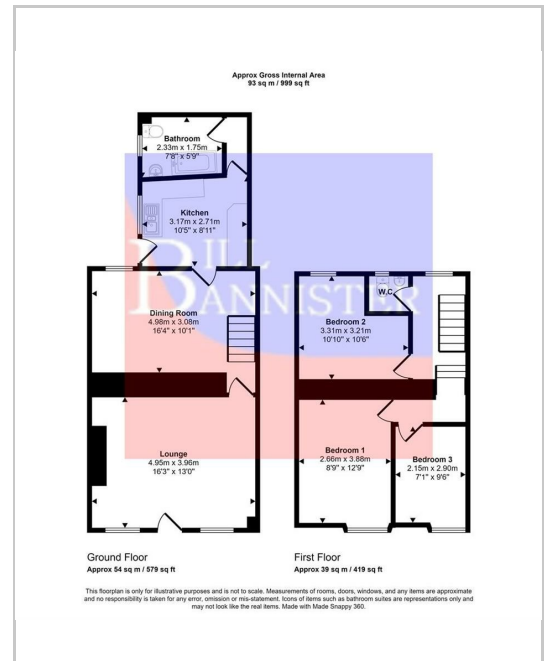 Approx Gross Internal Area
93 sq m / 999 sq ft
Bathroom
2.33m x 1.75m
7'8" x 5'9"
Kitchen
3.17m x 2.71m
10'5" x 8'11"
BILL
BANNISTER
Dining Room
4.98m x 3.08m
16'4" x 10'1"
Lounge
4.95m x 3.96m
16'3" x 13'0"
W.C
Bedroom 2
3.31m x 3.21m
10'10" x 10'6"
Bedroom 1
2.66m x 3.88m
8'9" x 12'9"
Bedroom 3
2.15m x 2.90m
7'1" x 9'6"
Ground Floor
Approx 54 sq m / 579 sq ft
First Floor
Approx 39 sq m / 419 sq ft
This floorplan is only for illustrative purposes and is not to scale. Measurements of rooms, doors, windows, and any items are approximate
and no responsibility is taken for any error, omission or mis-statement. Icons of items such as bathroom suites are representations only and
may not look like the real items. Made with Made Snappy 360.